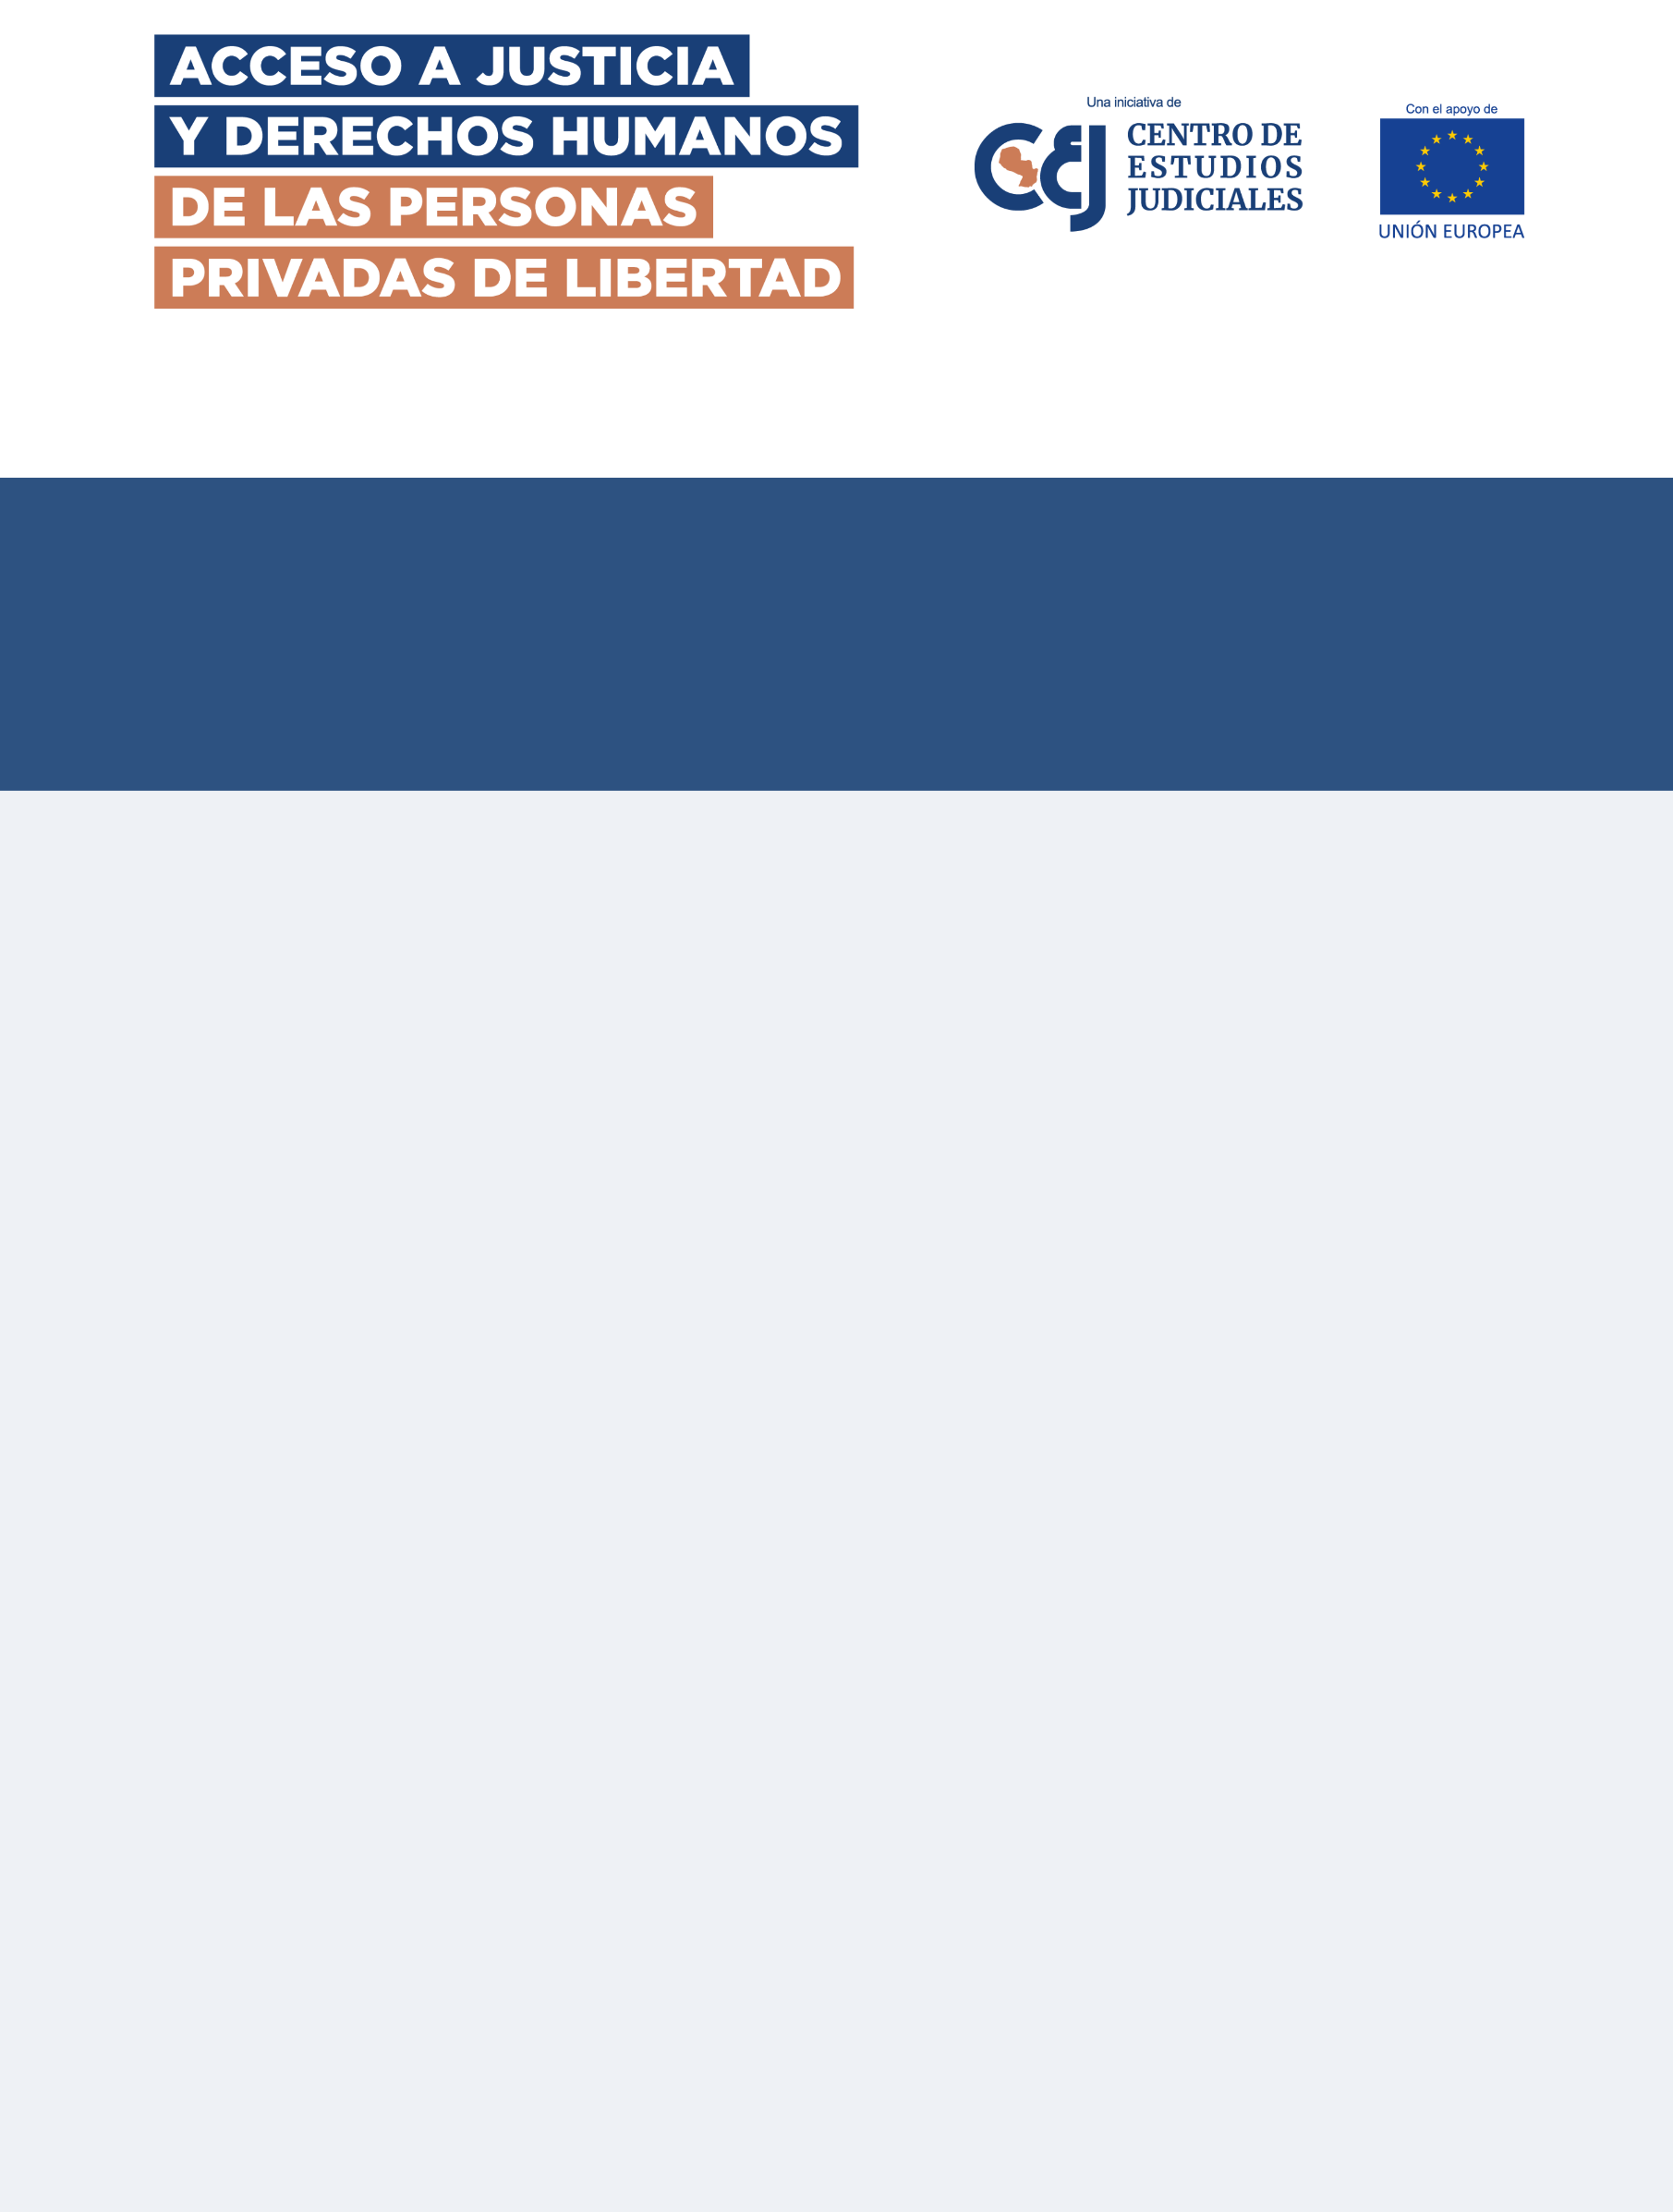 ACCESO A JUSTICIA
Y DERECHOS HUMANOS
DE LAS PERSONAS
PRIVADAS DE LIBERTAD
Una iniciativa de
CENTRO DE
ESTUDIOS
JUDICIALES
Con el apoyo de
UNIÓN EUROPEA